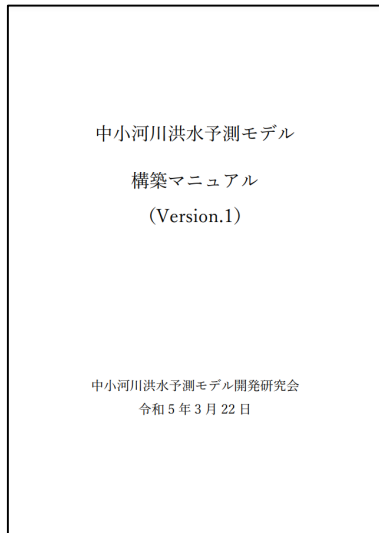 中小河川洪水予測モデル
構築マニュアル
（Version.1）
中小河川洪水予測モデル開発研究会
令和 5 年 3 月 22 日